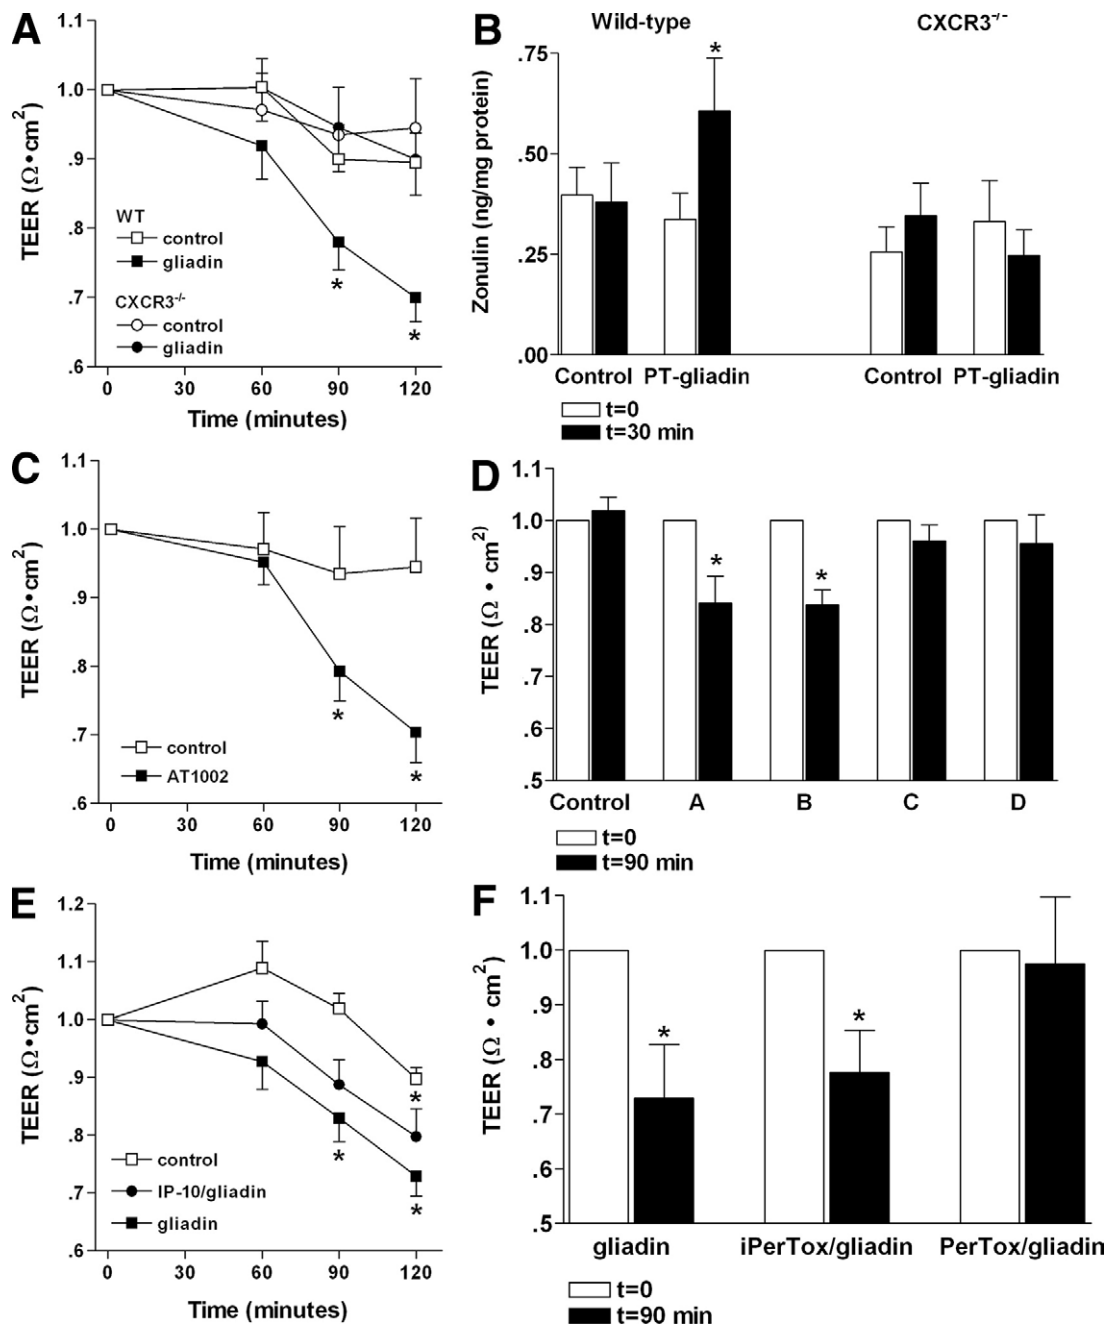 A
1.1
1.0
.9
.8
.7
.6
TEER (Ω•cm²)
WT
control
gliadin
CXCR3⁻/⁻
control
gliadin
*
*
0 30 60 90 120
Time (minutes)
B
Wild-type CXCR3⁻/⁻
.75
.50
.25
.00
Zonulin (ng/mg protein)
*
Control PT-gliadin Control PT-gliadin
t=0
t=30 min
C
1.1
1.0
.9
.8
.7
.6
TEER (Ω•cm²)
control
AT1002
*
*
0 30 60 90 120
Time (minutes)
D
1.1
1.0
.9
.8
.7
.6
.5
TEER (Ω • cm²)
* *
Control A B C D
t=0
t=90 min
E
1.2
1.1
1.0
.9
.8
.7
.6
TEER (Ω•cm²)
control
IP-10/gliadin
gliadin
*
*
*
0 30 60 90 120
Time (minutes)
F
1.1
1.0
.9
.8
.7
.6
.5
TEER (Ω • cm²)
* *
gliadin iPerTox/gliadin PerTox/gliadin
t=0
t=90 min